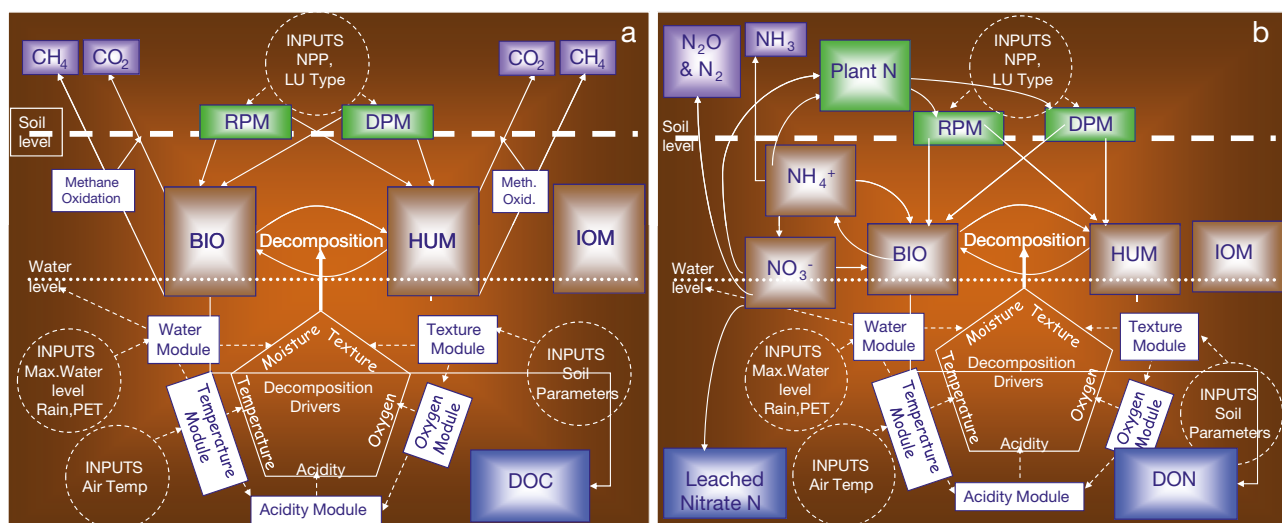 a
CH4
CO2
INPUTS
NPP,
LU Type
CO2
CH4
Soil
level
RPM
DPM
Methane
Oxidation
Meth.
Oxid.
BIO
Decomposition
HUM
IOM
Water
level
Water
Module
Moisture
Texture
Texture
Module
INPUTS
Max.Water
level
Rain,PET
Decomposition
Drivers
INPUTS
Soil
Parameters
Temperature
Module
Temperature
Oxygen
Oxygen
Module
INPUTS
Air Temp
Acidity
Acidity Module
DOC
b
N2O
& N2
NH3
Plant N
INPUTS
NPP,
LU Type
Soil
level
RPM
DPM
NH4+
BIO
Decomposition
HUM
IOM
Water
level
NO3-
Water
Module
Moisture
Texture
Texture
Module
INPUTS
Max.Water
level
Rain,PET
Decomposition
Drivers
Temperature
Module
Temperature
Oxygen
Oxygen
Module
INPUTS
Soil
Parameters
INPUTS
Air Temp
Acidity
Acidity Module
Leached
Nitrate N
DON